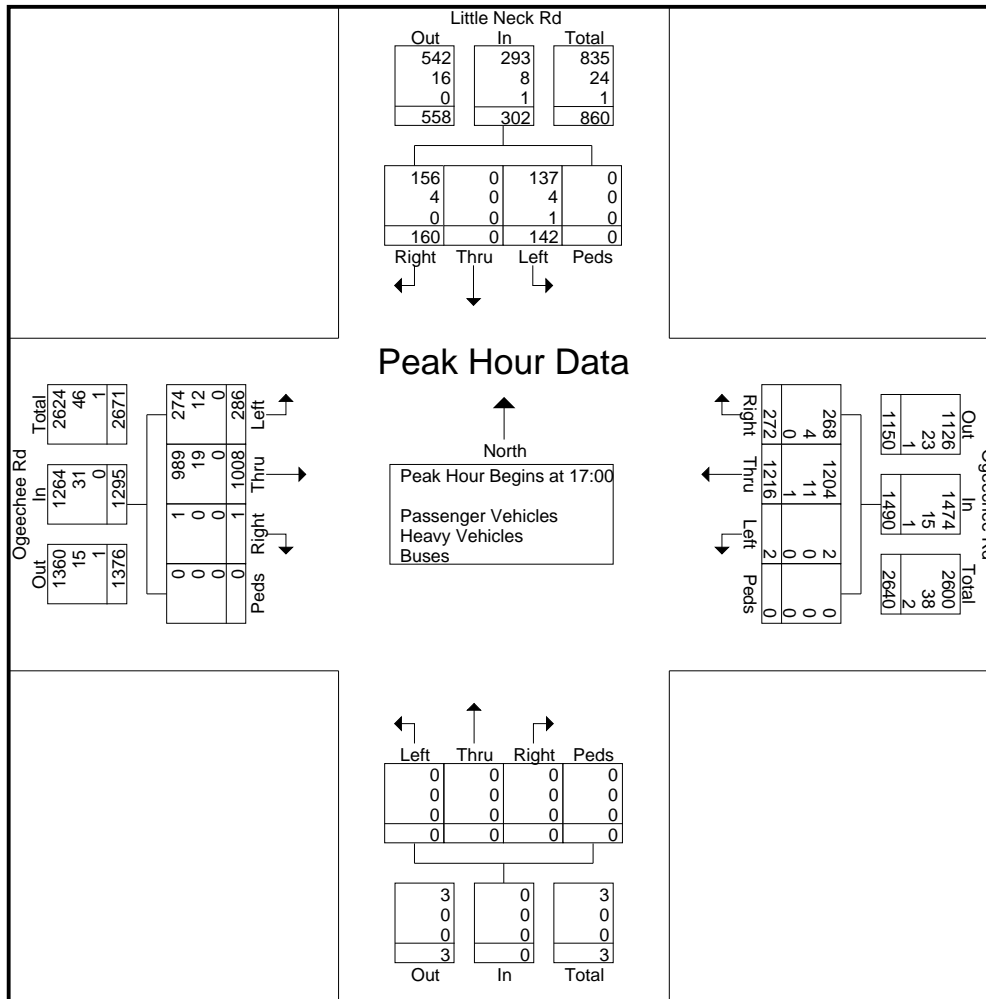 Little Neck Rd
Out In Total
542 293 835
16 8 24
0 1 1
558 302 860
156 0 137 0
4 0 4 0
0 0 1 0
160 0 142 0
Right Thru Left Peds
Peak Hour Data
North
Peak Hour Begins at 17:00
Passenger Vehicles
Heavy Vehicles
Buses
Ogeechee Rd
Out In Total
1360 1264 2624
15 31 46
1 0 1
1376 1295 2671
0 1 989 274
0 0 19 12
0 0 0 0
0 1 1008 286
Peds Right Thru Left
Ogeechee Rd
Out In Total
1126 1474 2600
23 15 38
1 1 2
1150 1490 2640
268 1204 2 0
4 11 0 0
0 1 0 0
272 1216 2 0
Right Thru Left Peds
Left Thru Right Peds
0 0 0 0
0 0 0 0
0 0 0 0
0 0 0 0
3 0 3
0 0 0
0 0 0
3 0 3
Out In Total